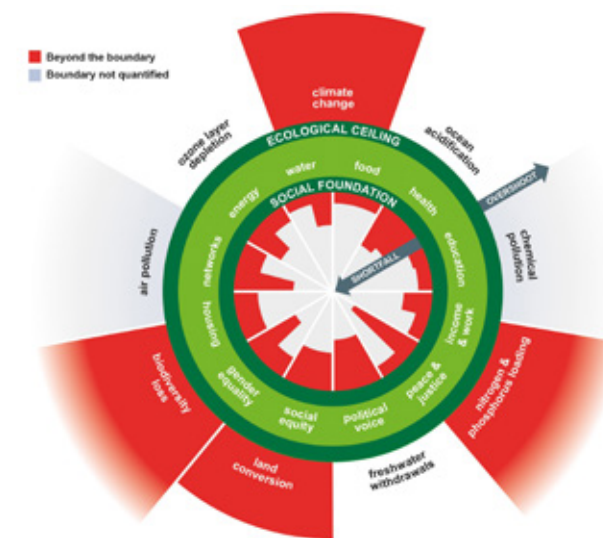 Beyond the boundary
Boundary not quantified
climate
change
ozone layer
depletion
ocean
acidification
ECOLOGICAL CEILING
water
food
energy
health
SOCIAL FOUNDATION
OVERSHOOT
SHORTFALL
air pollution
networks
education
chemical
pollution
housing
income
& work
biodiversity
loss
gender
equality
social
equity
political
voice
peace &
justice
nitrogen &
phosphorus loading
land
conversion
freshwater
withdrawals